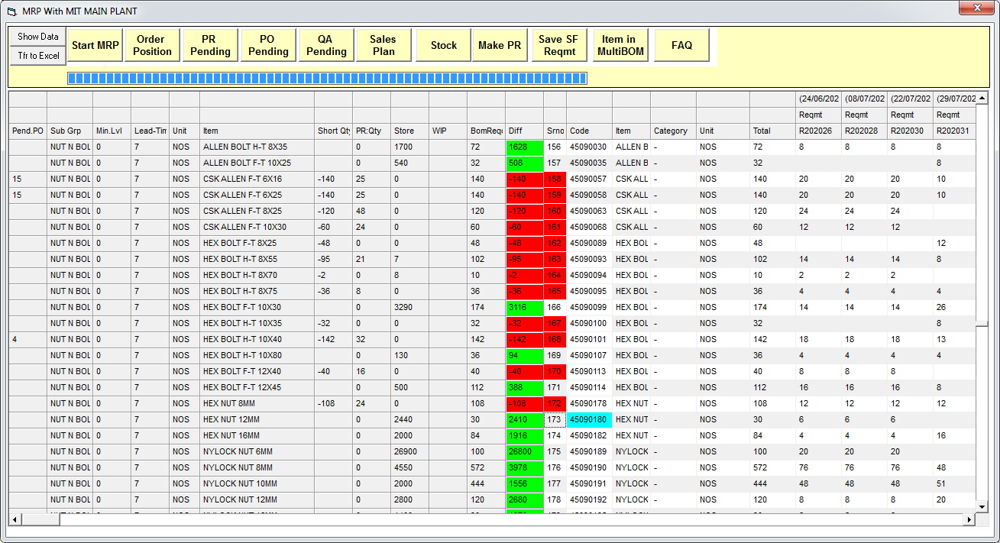 MRP With MIT MAIN PLANT
Show Data
Tfr to Excel
Start MRP
Order Position
PR Pending
PO Pending
QA Pending
Sales Plan
Stock
Make PR
Save SF Reqmt
Item in MultiBOM
FAQ
(24/06/202 (08/07/202 (22/07/202 (29/07/202
Reqmt Reqmt Reqmt Reqmt
Pend.PO Sub Grp Min.Lvl Lead-Tim Unit Item Short Qty PR:Qty Store WIP BomReqq Diff Srno Code Item Category Unit Total R202026 R202028 R202030 R202031
NUT N BOL 0 7 NOS ALLEN BOLT H-T 8X35 0 1700 72 1628 156 45090030 ALLEN B - NOS 72 8 8 8 8
NUT N BOL 0 7 NOS ALLEN BOLT F-T 10X25 0 540 32 508 157 45090035 ALLEN B - NOS 32 8
15 NUT N BOL 0 7 NOS CSK ALLEN F-T 6X16 -140 25 0 140 -140 158 45090057 CSK ALL - NOS 140 20 20 20 10
15 NUT N BOL 0 7 NOS CSK ALLEN F-T 6X25 -140 25 0 140 -140 159 45090058 CSK ALL - NOS 140 20 20 20 10
NUT N BOL 0 7 NOS CSK ALLEN F-T 8X25 -120 48 0 120 -120 160 45090063 CSK ALL - NOS 120 24 24 24
NUT N BOL 0 7 NOS CSK ALLEN F-T 10X30 -60 24 0 60 -60 161 45090068 CSK ALL - NOS 60 12 12 12
NUT N BOL 0 7 NOS HEX BOLT F-T 8X25 -48 0 0 48 -48 162 45090089 HEX BOL - NOS 48 12
NUT N BOL 0 7 NOS HEX BOLT H-T 8X55 -95 21 7 102 -95 163 45090093 HEX BOL - NOS 102 14 14 14 8
NUT N BOL 0 7 NOS HEX BOLT H-T 8X70 -2 0 8 10 -2 164 45090094 HEX BOL - NOS 10 2 2 2
NUT N BOL 0 7 NOS HEX BOLT H-T 8X75 -36 8 0 36 -36 165 45090095 HEX BOL - NOS 36 4 4 4 4
NUT N BOL 0 7 NOS HEX BOLT F-T 10X30 0 3290 174 3116 166 45090099 HEX BOL - NOS 174 14 14 14 26
NUT N BOL 0 7 NOS HEX BOLT H-T 10X35 -32 0 0 32 -32 167 45090100 HEX BOL - NOS 32 8
4 NUT N BOL 0 7 NOS HEX BOLT H-T 10X40 -142 32 0 142 -142 168 45090101 HEX BOL - NOS 142 18 18 18 13
NUT N BOL 0 7 NOS HEX BOLT H-T 10X80 0 130 36 94 169 45090107 HEX BOL - NOS 36 4 4 4 4
NUT N BOL 0 7 NOS HEX BOLT F-T 12X40 -40 16 0 40 -40 170 45090113 HEX BOL - NOS 40 8 8 8
NUT N BOL 0 7 NOS HEX BOLT F-T 12X45 0 500 112 388 171 45090114 HEX BOL - NOS 112 16 16 16 8
NUT N BOL 0 7 NOS HEX NUT 8MM -108 24 0 108 -108 172 45090178 HEX NUT - NOS 108 12 12 12 12
NUT N BOL 0 7 NOS HEX NUT 12MM 0 2440 30 2410 173 45090180 HEX NUT - NOS 30 6 6 6
NUT N BOL 0 7 NOS HEX NUT 16MM 0 2000 84 1916 174 45090182 HEX NUT - NOS 84 4 4 4 16
NUT N BOL 0 7 NOS NYLOCK NUT 6MM 0 26900 100 26800 175 45090189 NYLOCK - NOS 100 20 20 20
NUT N BOL 0 7 NOS NYLOCK NUT 8MM 0 4550 572 3978 176 45090190 NYLOCK - NOS 572 76 76 76 48
NUT N BOL 0 7 NOS NYLOCK NUT 10MM 0 2000 444 1556 177 45090191 NYLOCK - NOS 444 48 48 48 51
NUT N BOL 0 7 NOS NYLOCK NUT 12MM 0 2800 120 2680 178 45090192 NYLOCK - NOS 120 8 8 8 20